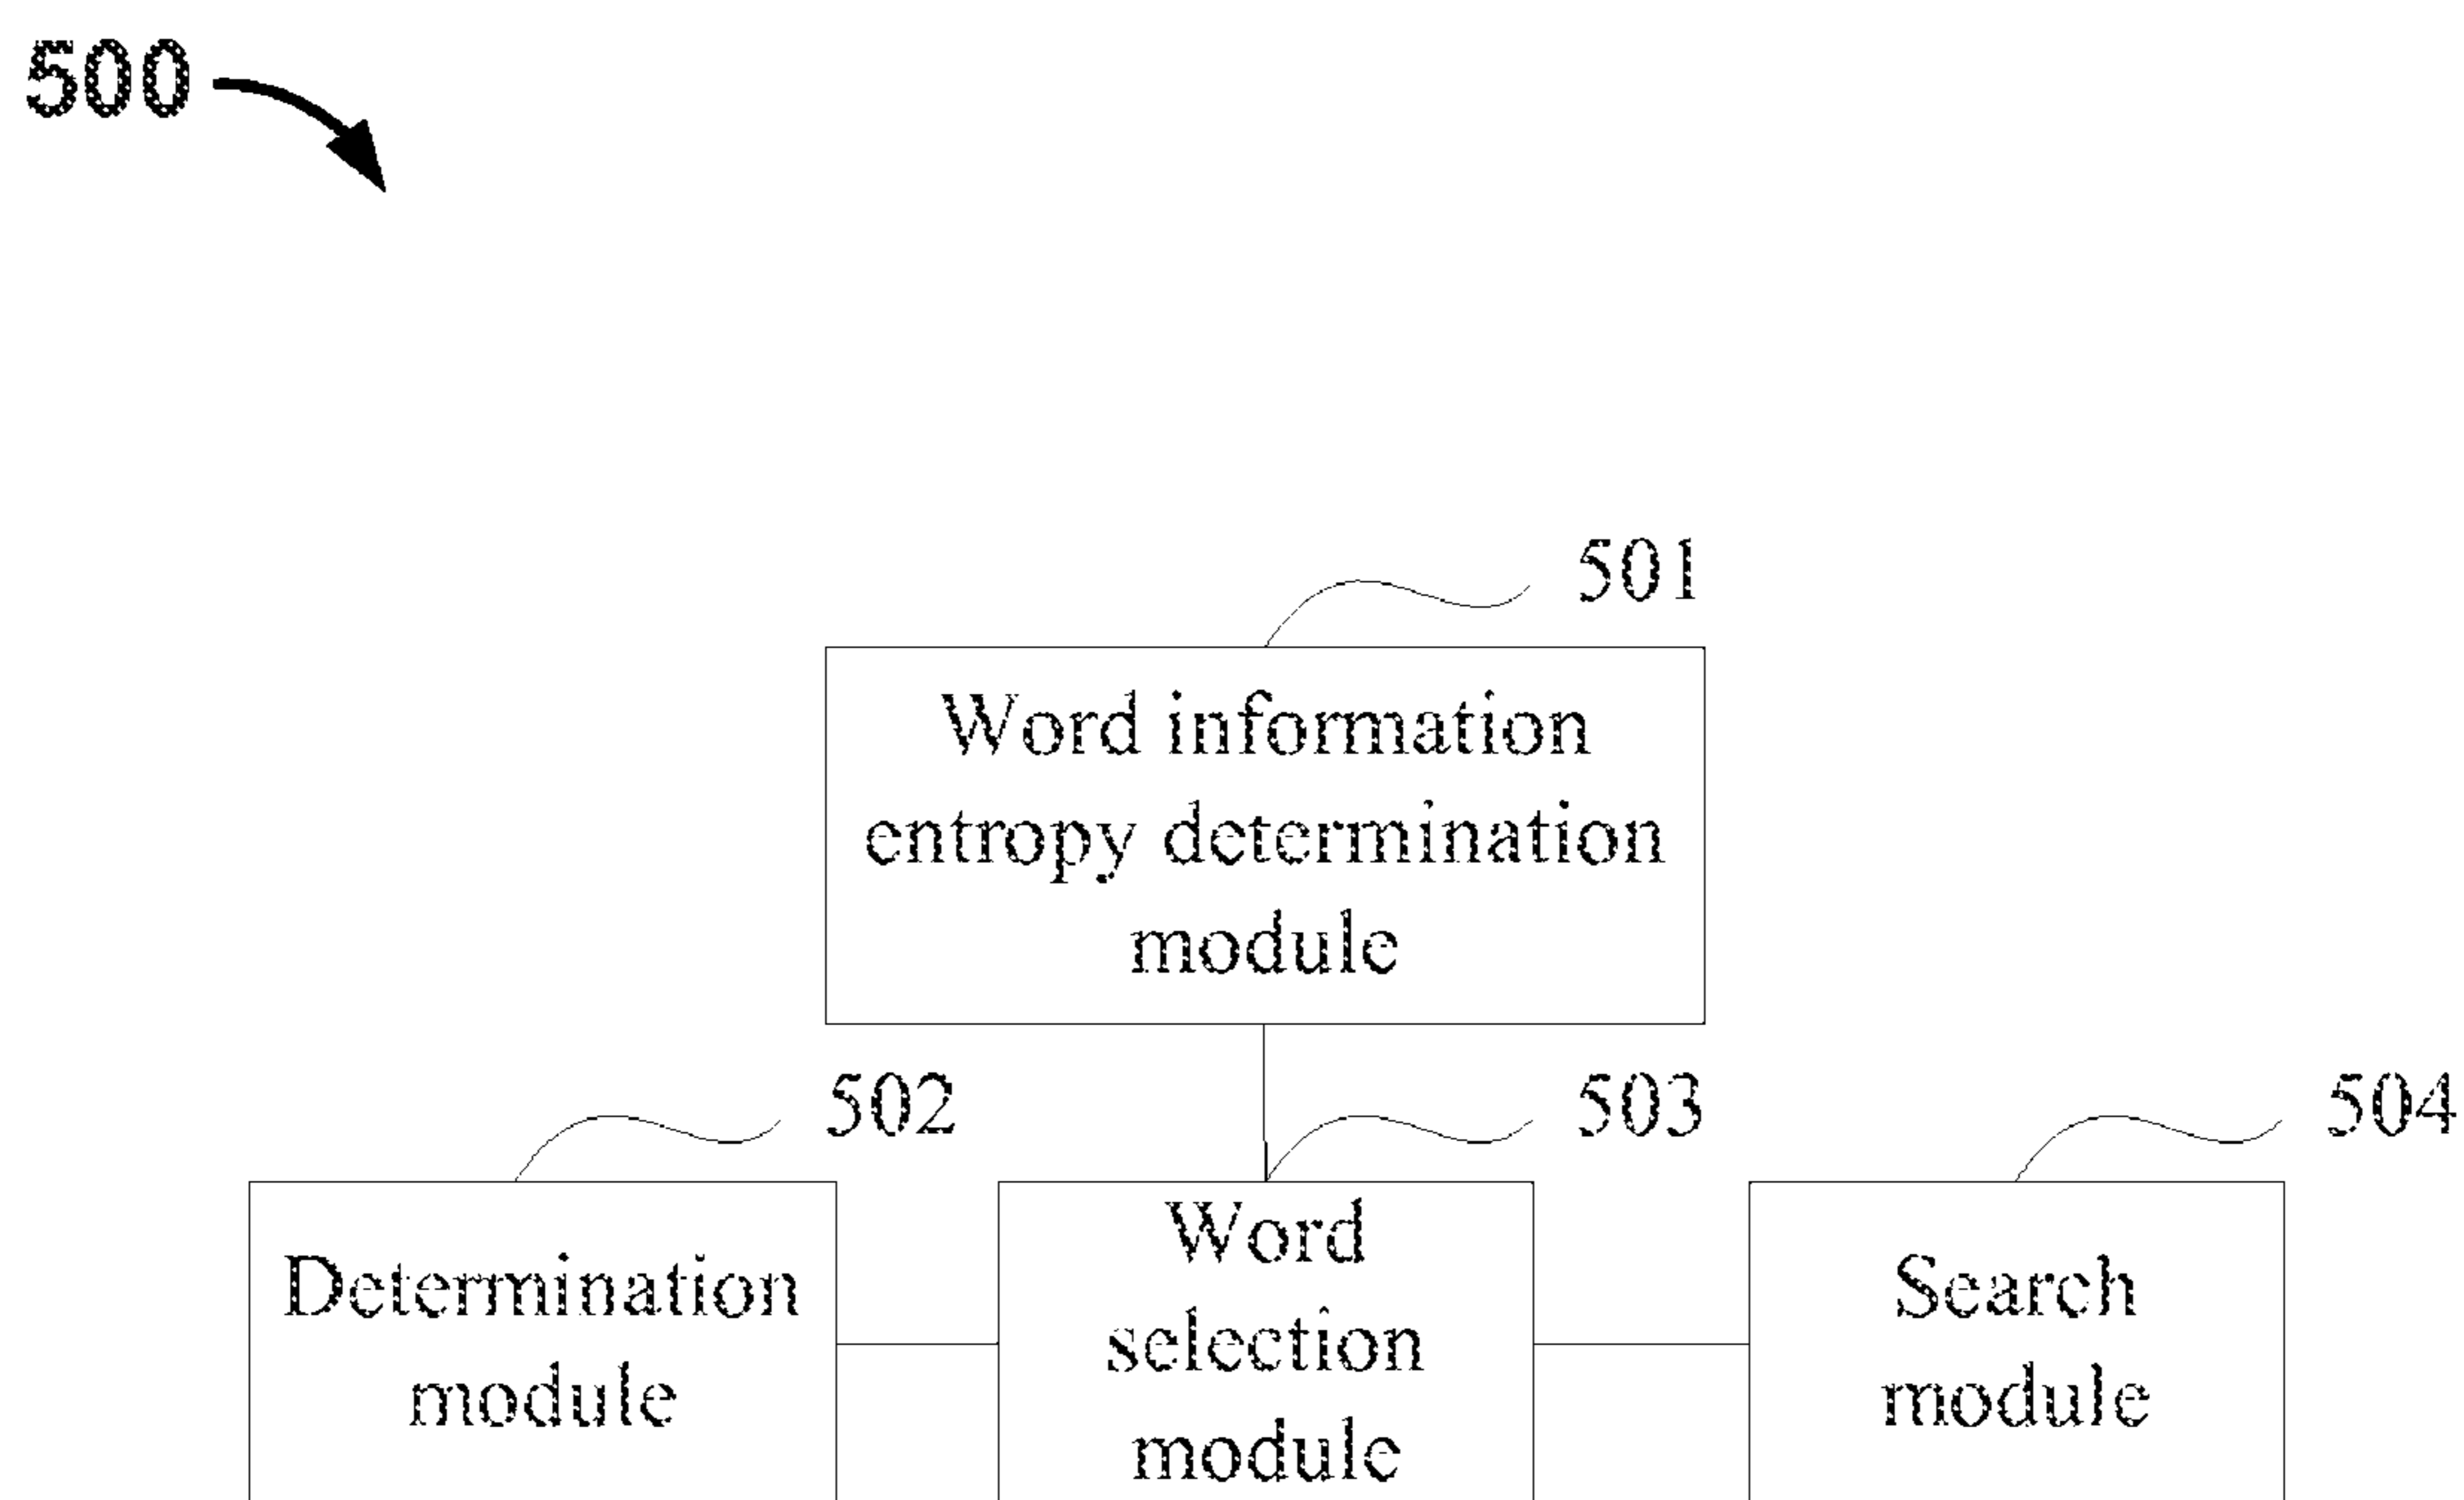 500
501
Word information
entropy determination
module
502
503
504
Determination
module
Word
selection
module
Search
module